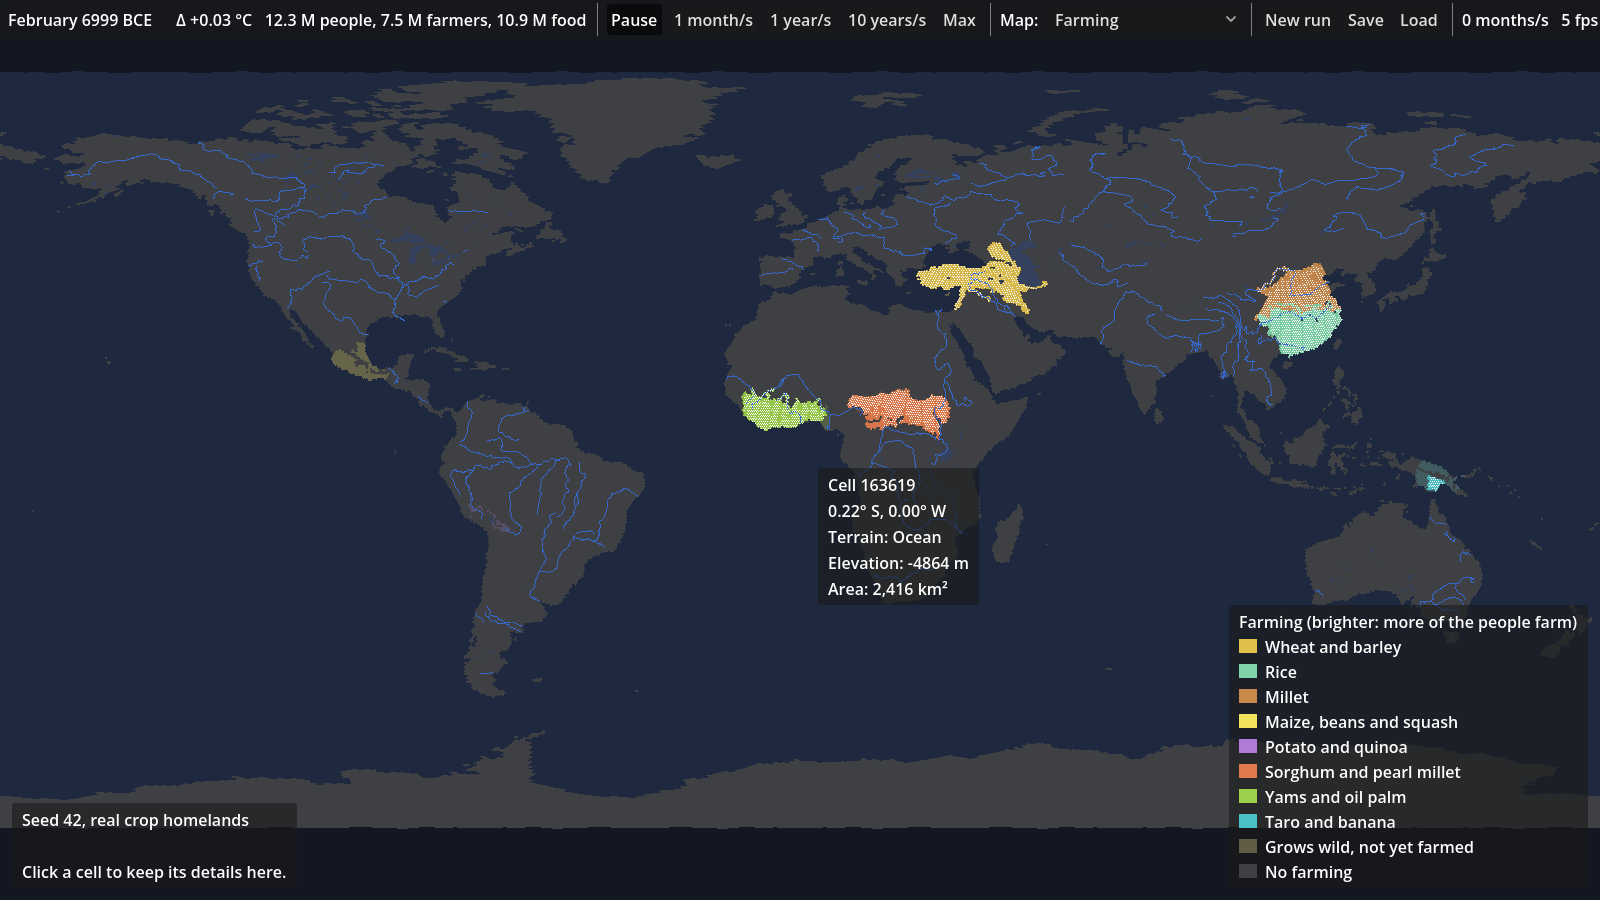 February 6999 BCE Δ +0.03 °C 12.3 M people, 7.5 M farmers, 10.9 M food Pause 1 month/s 1 year/s 10 years/s Max Map: Farming New run Save Load 0 months/s 5 fps
Cell 163619
0.22° S, 0.00° W
Terrain: Ocean
Elevation: -4864 m
Area: 2,416 km²
Farming (brighter: more of the people farm)
Wheat and barley
Rice
Millet
Maize, beans and squash
Potato and quinoa
Sorghum and pearl millet
Yams and oil palm
Taro and banana
Grows wild, not yet farmed
No farming
Seed 42, real crop homelands
Click a cell to keep its details here.